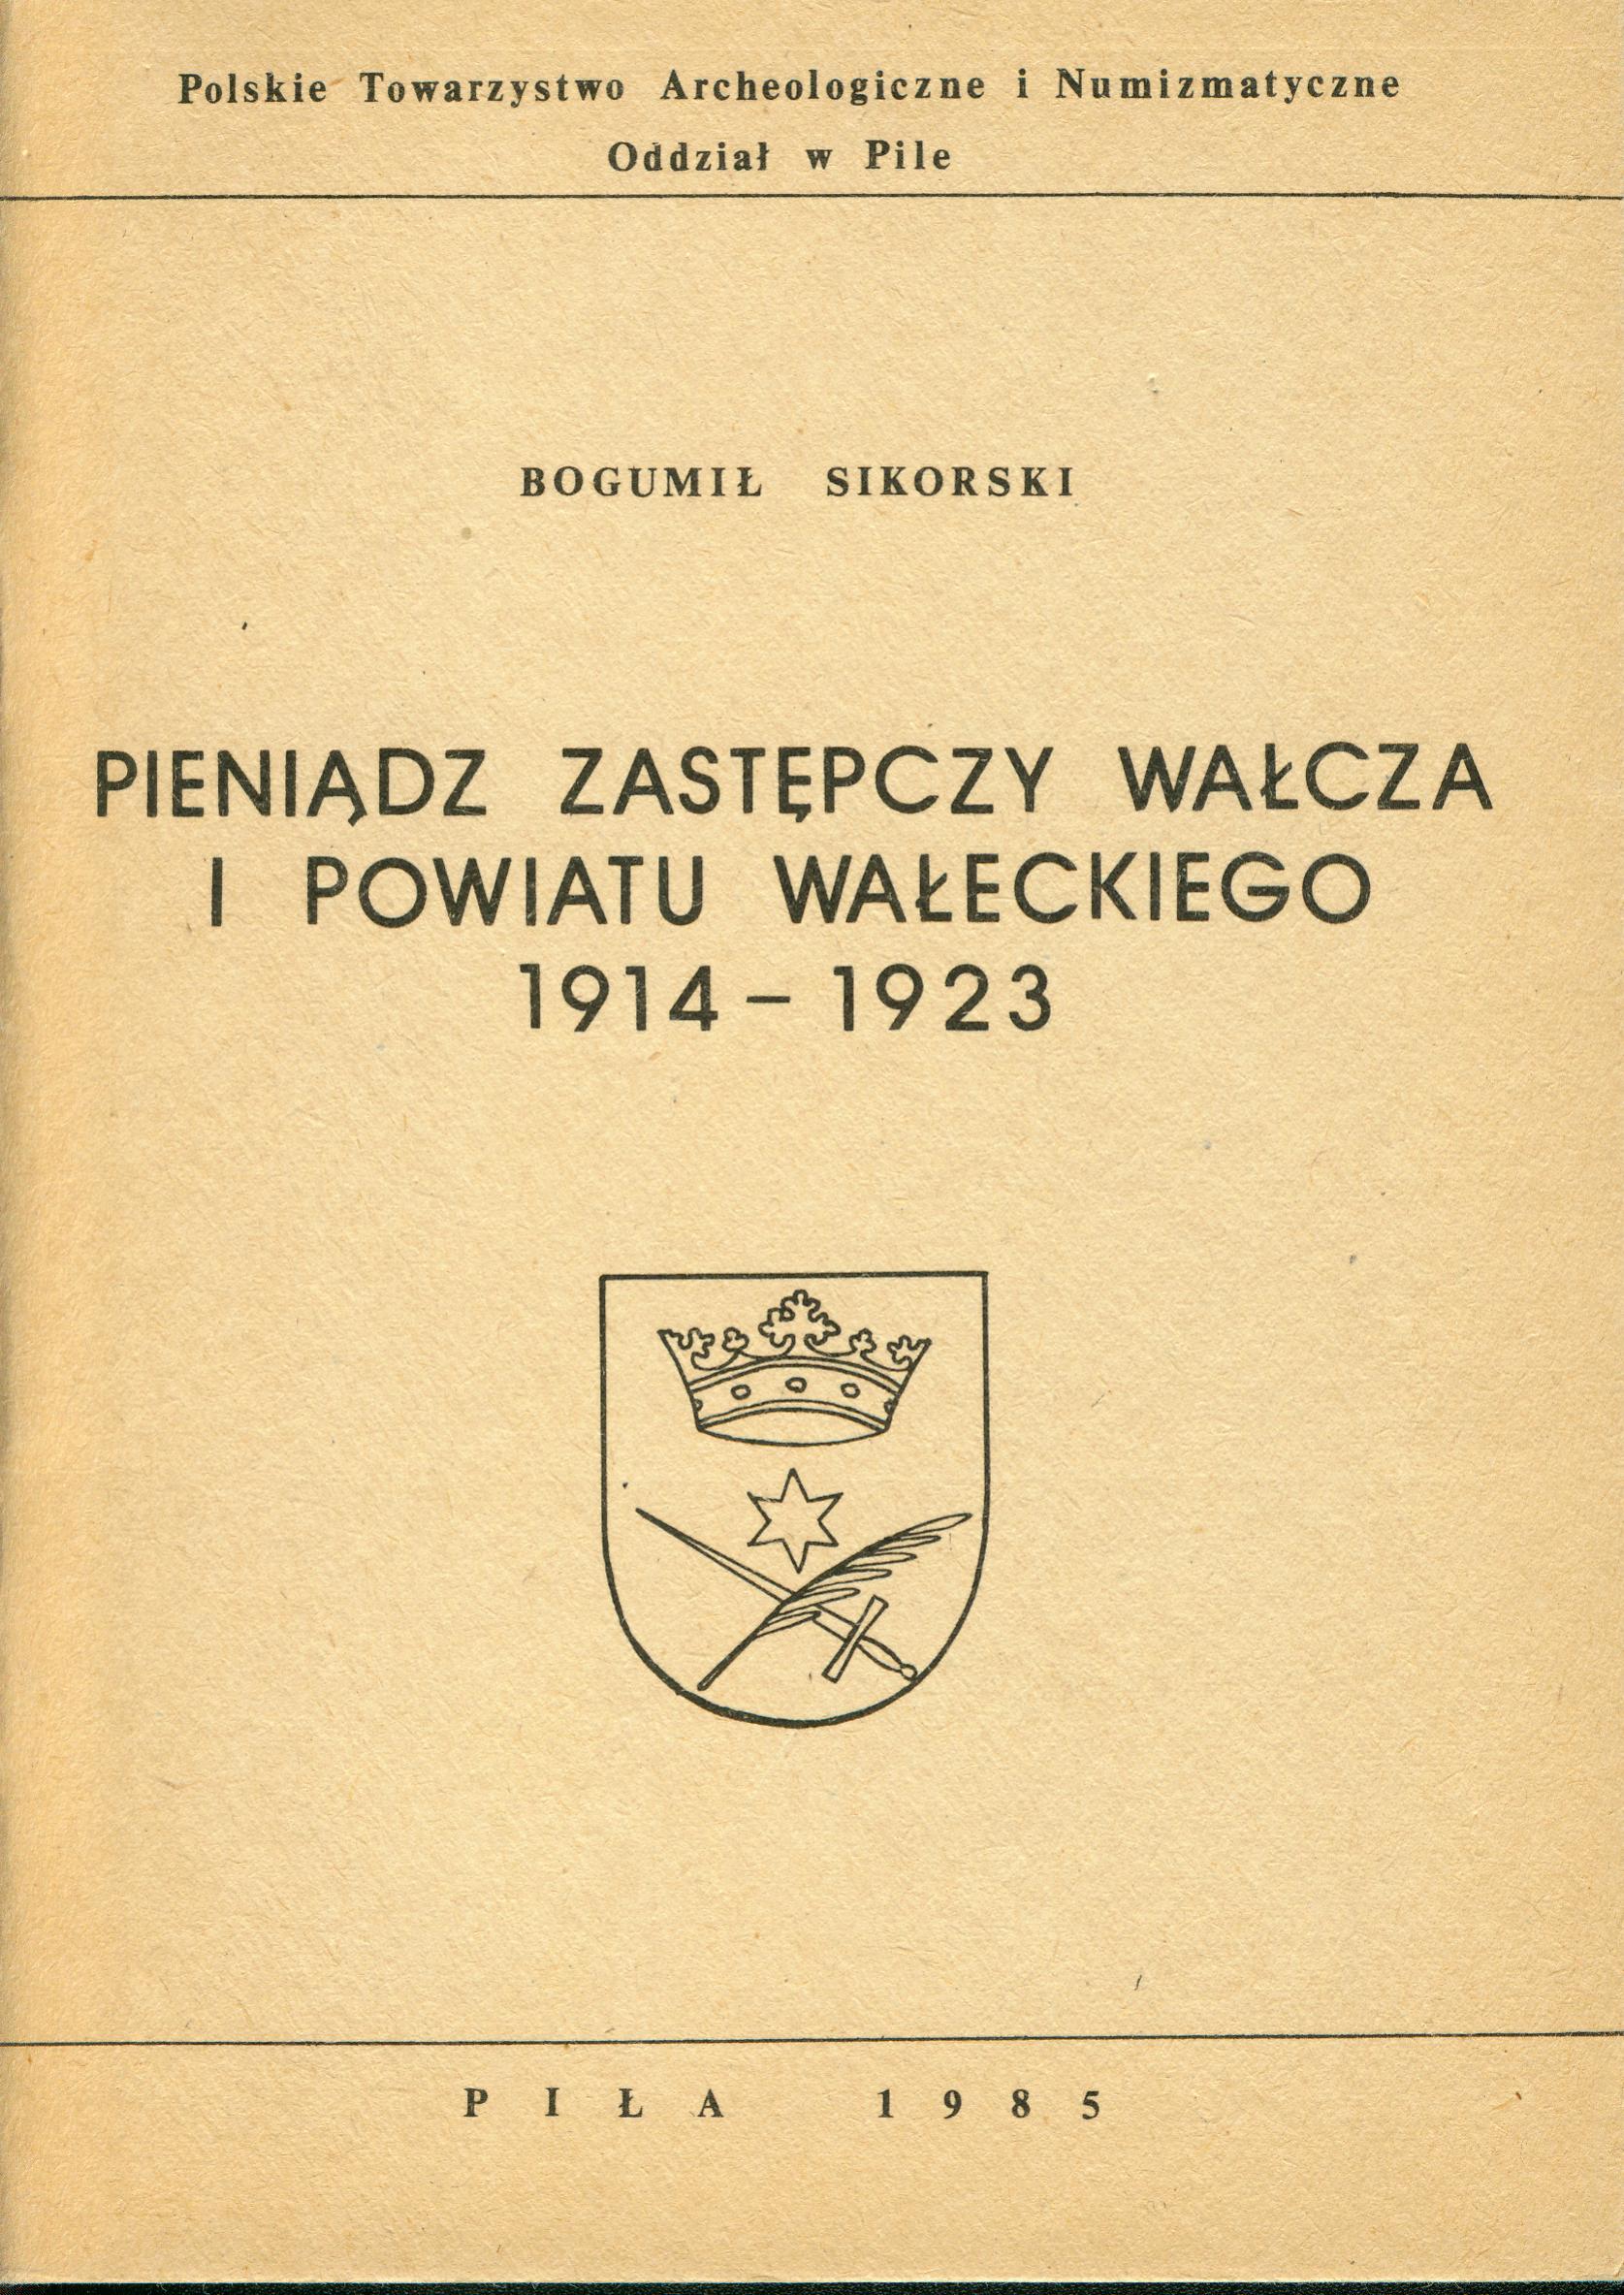 Polskie Towarzystwo Archeologiczne i Numizmatyczne
Oddział w Pile
BOGUMIŁ SIKORSKI
PIENIĄDZ ZASTĘPCZY WAŁCZA
I POWIATU WAŁECKIEGO
1914 – 1923
PIŁA 1985